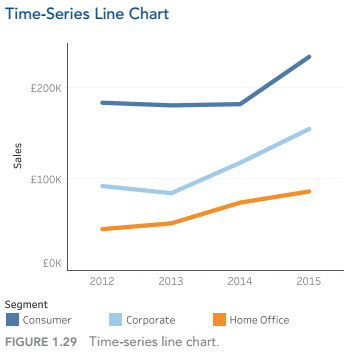 Time-Series Line Chart
£200K
£100K
£0K
Sales
2012 2013 2014 2015
Segment
Consumer Corporate Home Office
FIGURE 1.29 Time-series line chart.